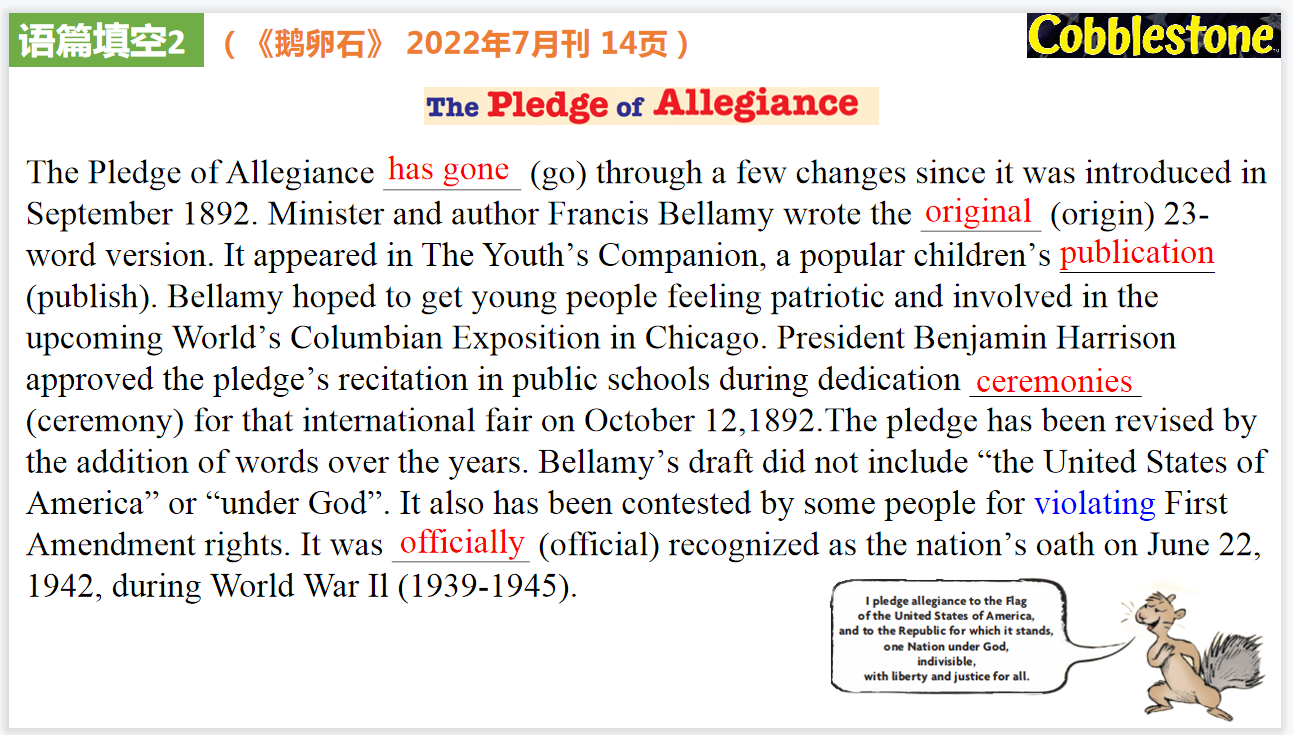 语篇填空2 (《鹅卵石》 2022年7月刊 14页)
Cobblestone
The Pledge of Allegiance
The Pledge of Allegiance has gone (go) through a few changes since it was introduced in
September 1892. Minister and author Francis Bellamy wrote the original (origin) 23-
word version. It appeared in The Youth’s Companion, a popular children’s publication
(publish). Bellamy hoped to get young people feeling patriotic and involved in the
upcoming World’s Columbian Exposition in Chicago. President Benjamin Harrison
approved the pledge’s recitation in public schools during dedication ceremonies
(ceremony) for that international fair on October 12,1892.The pledge has been revised by
the addition of words over the years. Bellamy’s draft did not include “the United States of
America” or “under God”. It also has been contested by some people for violating First
Amendment rights. It was officially (official) recognized as the nation’s oath on June 22,
1942, during World War Il (1939-1945).
I pledge allegiance to the Flag
of the United States of America,
and to the Republic for which it stands,
one Nation under God,
indivisible,
with liberty and justice for all.